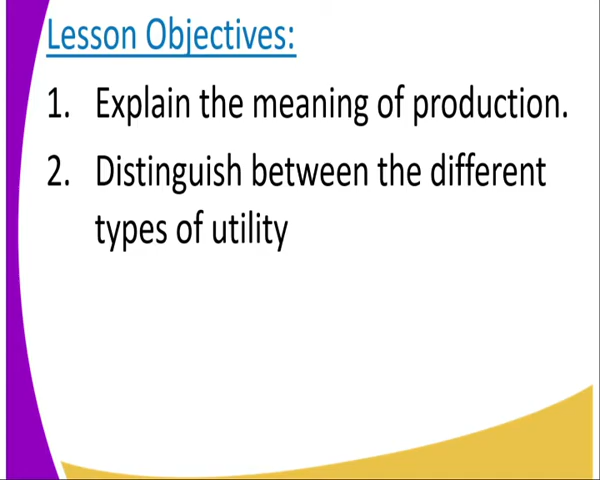 Lesson Objectives:
1. Explain the meaning of production.
2. Distinguish between the different
types of utility